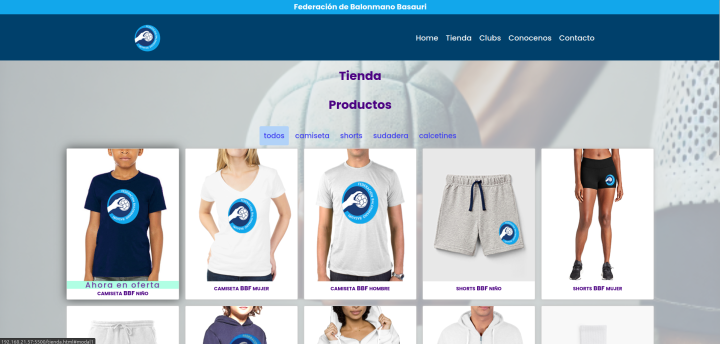 Federación de Balonmano Basauri
Home Tienda Clubs Conocenos Contacto
Tienda
Productos
todos camiseta shorts sudadera calcetines
Ahora en oferta
CAMISETA BBF NIÑO
CAMISETA BBF MUJER
CAMISETA BBF HOMBRE
SHORTS BBF NIÑO
SHORTS BBF MUJER
192.168.21.57:5500/tienda.html#modal1